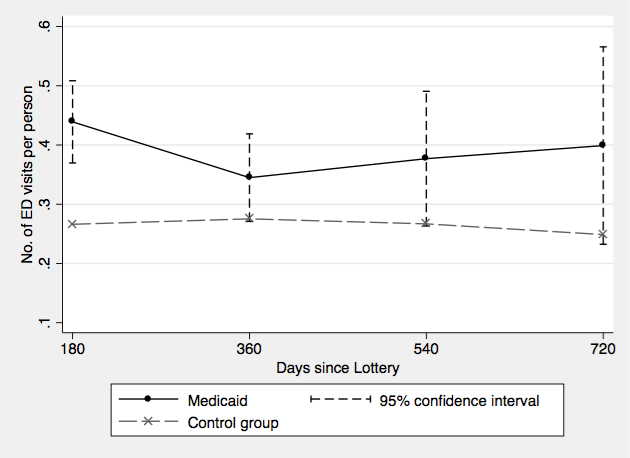 No. of ED visits per person
.6
.5
.4
.3
.2
.1
180 360 540 720
Days since Lottery
Medicaid 95% confidence interval
Control group